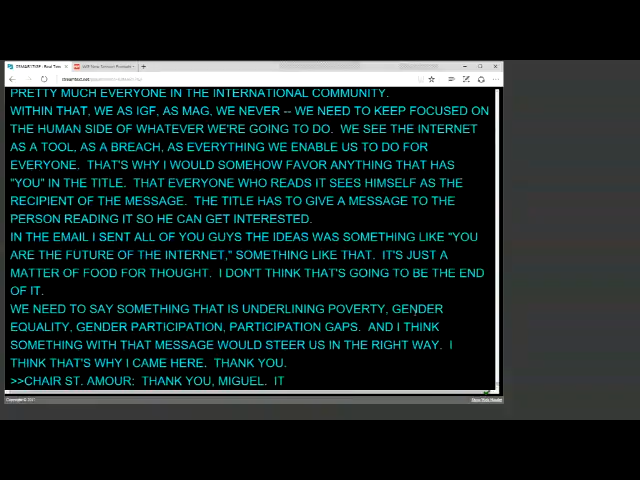 PRETTY MUCH EVERYONE IN THE INTERNATIONAL COMMUNITY.
WITHIN THAT, WE AS IGF, AS MAG, WE NEVER -- WE NEED TO KEEP FOCUSED ON
THE HUMAN SIDE OF WHATEVER WE'RE GOING TO DO.  WE SEE THE INTERNET
AS A TOOL, AS A BREACH, AS EVERYTHING WE ENABLE US TO DO FOR
EVERYONE.  THAT'S WHY I WOULD SOMEHOW FAVOR ANYTHING THAT HAS
"YOU" IN THE TITLE.  THAT EVERYONE WHO READS IT SEES HIMSELF AS THE
RECIPIENT OF THE MESSAGE.  THE TITLE HAS TO GIVE A MESSAGE TO THE
PERSON READING IT SO HE CAN GET INTERESTED.
IN THE EMAIL I SENT ALL OF YOU GUYS THE IDEAS WAS SOMETHING LIKE "YOU
ARE THE FUTURE OF THE INTERNET," SOMETHING LIKE THAT.  IT'S JUST A
MATTER OF FOOD FOR THOUGHT.  I DON'T THINK THAT'S GOING TO BE THE END
OF IT.
WE NEED TO SAY SOMETHING THAT IS UNDERLINING POVERTY, GENDER
EQUALITY, GENDER PARTICIPATION, PARTICIPATION GAPS.  AND I THINK
SOMETHING WITH THAT MESSAGE WOULD STEER US IN THE RIGHT WAY.  I
THINK THAT'S WHY I CAME HERE.  THANK YOU.
>>CHAIR ST. AMOUR:  THANK YOU, MIGUEL.  IT